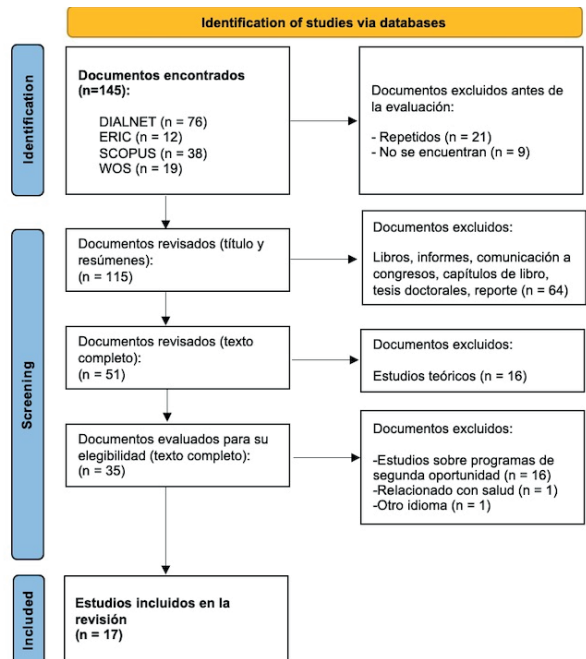 Identification of studies via databases
Identification
Documentos encontrados
(n=145):
DIALNET (n = 76)
ERIC (n = 12)
SCOPUS (n = 38)
WOS (n = 19)
Documentos excluidos antes de
la evaluación:
- Repetidos (n = 21)
- No se encuentran (n = 9)
Screening
Documentos revisados (título y
resúmenes):
(n = 115)
Documentos excluidos:
Libros, informes, comunicación a
congresos, capítulos de libro,
tesis doctorales, reporte (n = 64)
Documentos revisados (texto
completo):
(n = 51)
Documentos excluidos:
Estudios teóricos (n = 16)
Documentos evaluados para su
elegibilidad (texto completo):
(n = 35)
Documentos excluidos:
-Estudios sobre programas de
segunda oportunidad (n = 16)
-Relacionado con salud (n = 1)
-Otro idioma (n = 1)
Included
Estudios incluidos en la
revisión
(n = 17)